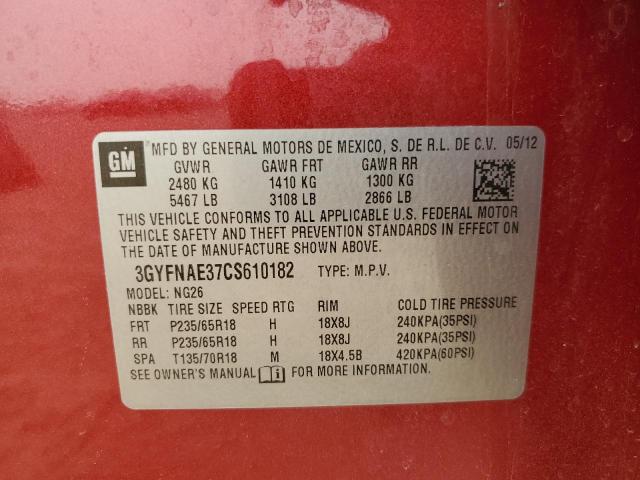 GM
MFD BY GENERAL MOTORS DE MEXICO, S. DE R.L. DE C.V. 05/12
GVWR GAWR FRT GAWR RR
2480 KG 1410 KG 1300 KG
5467 LB 3108 LB 2866 LB
THIS VEHICLE CONFORMS TO ALL APPLICABLE U.S. FEDERAL MOTOR
VEHICLE SAFETY AND THEFT PREVENTION STANDARDS IN EFFECT ON
THE DATE OF MANUFACTURE SHOWN ABOVE.
3GYFNAE37CS610182 TYPE: M.P.V.
MODEL: NG26
NBBK TIRE SIZE SPEED RTG RIM COLD TIRE PRESSURE
FRT P235/65R18 H 18X8J 240KPA(35PSI)
RR P235/65R18 H 18X8J 240KPA(35PSI)
SPA T135/70R18 M 18X4.5B 420KPA(60PSI)
SEE OWNER'S MANUAL FOR MORE INFORMATION.